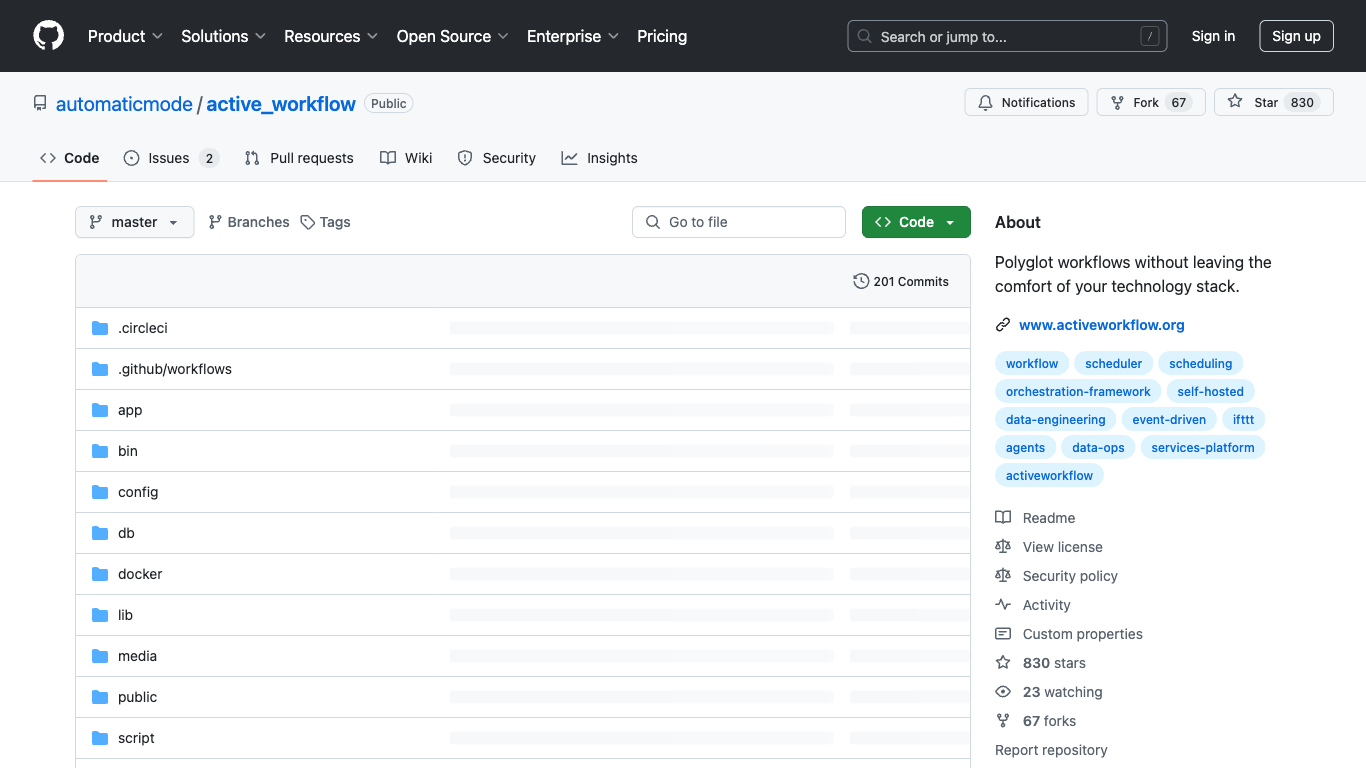 Product Solutions Resources Open Source Enterprise Pricing Search or jump to... / Sign in Sign up
automaticmode / active_workflow Public Notifications Fork 67 Star 830
Code Issues 2 Pull requests Wiki Security Insights
master Branches Tags Go to file Code
201 Commits
.circleci
.github/workflows
app
bin
config
db
docker
lib
media
public
script
About
Polyglot workflows without leaving the
comfort of your technology stack.
www.activeworkflow.org
workflow scheduler scheduling
orchestration-framework self-hosted
data-engineering event-driven ifttt
agents data-ops services-platform
activeworkflow
Readme
View license
Security policy
Activity
Custom properties
830 stars
23 watching
67 forks
Report repository